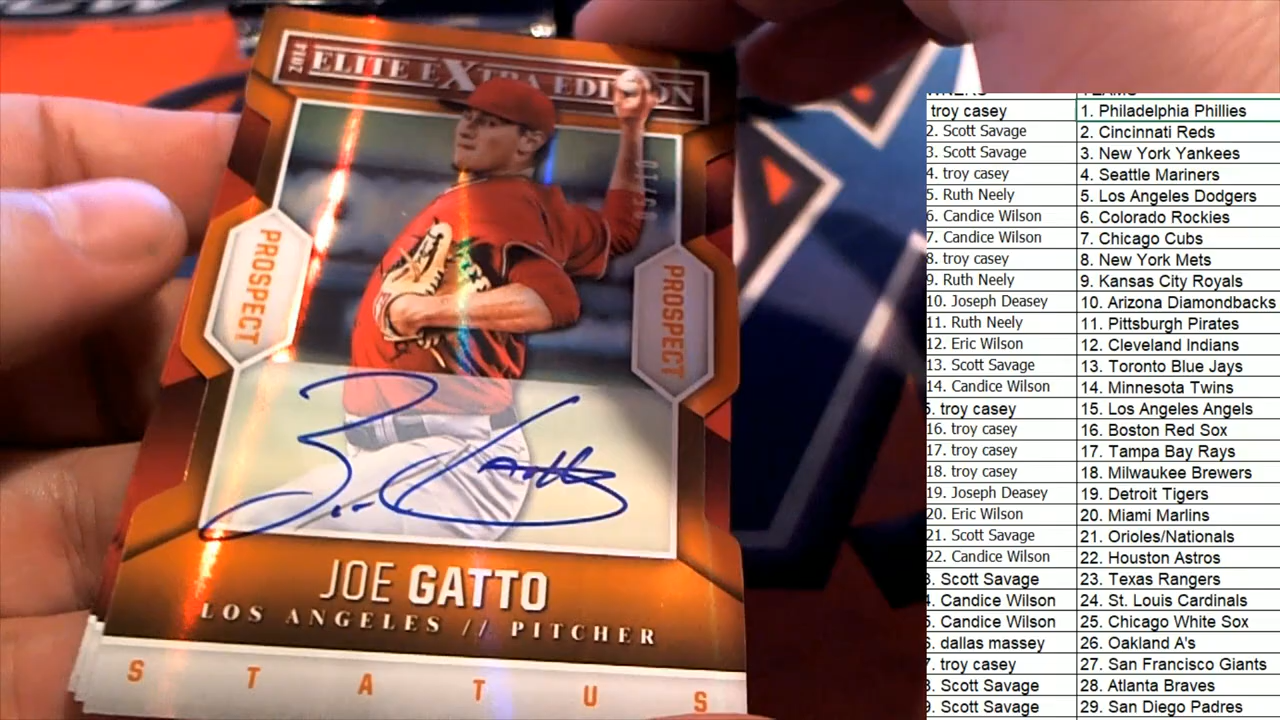 2014 ELITE EXTRA EDITION
PROSPECT
PROSPECT
JOE GATTO
LOS ANGELES // PITCHER
STATUS
troy casey 1. Philadelphia Phillies
2. Scott Savage 2. Cincinnati Reds
3. Scott Savage 3. New York Yankees
4. troy casey 4. Seattle Mariners
5. Ruth Neely 5. Los Angeles Dodgers
6. Candice Wilson 6. Colorado Rockies
7. Candice Wilson 7. Chicago Cubs
8. troy casey 8. New York Mets
9. Ruth Neely 9. Kansas City Royals
10. Joseph Deasey 10. Arizona Diamondbacks
11. Ruth Neely 11. Pittsburgh Pirates
12. Eric Wilson 12. Cleveland Indians
13. Scott Savage 13. Toronto Blue Jays
14. Candice Wilson 14. Minnesota Twins
5. troy casey 15. Los Angeles Angels
16. troy casey 16. Boston Red Sox
17. troy casey 17. Tampa Bay Rays
18. troy casey 18. Milwaukee Brewers
19. Joseph Deasey 19. Detroit Tigers
20. Eric Wilson 20. Miami Marlins
21. Scott Savage 21. Orioles/Nationals
22. Candice Wilson 22. Houston Astros
3. Scott Savage 23. Texas Rangers
4. Candice Wilson 24. St. Louis Cardinals
5. Candice Wilson 25. Chicago White Sox
6. dallas massey 26. Oakland A's
7. troy casey 27. San Francisco Giants
8. Scott Savage 28. Atlanta Braves
9. Scott Savage 29. San Diego Padres